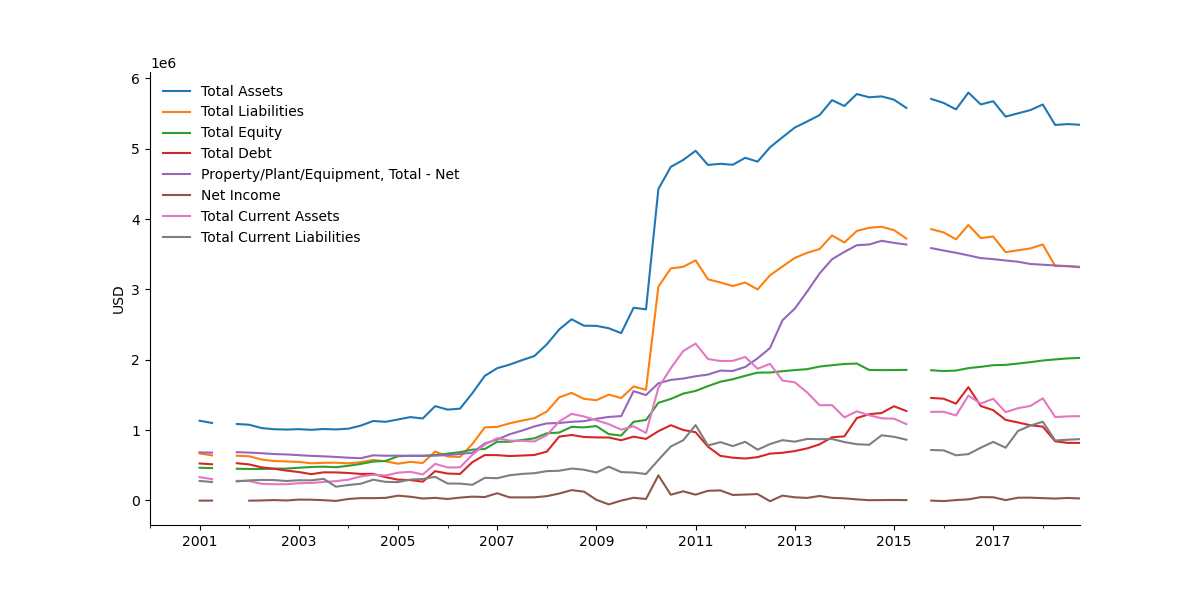 1e6
6
5
4
3
2
1
0
USD
Total Assets
Total Liabilities
Total Equity
Total Debt
Property/Plant/Equipment, Total - Net
Net Income
Total Current Assets
Total Current Liabilities
2001 2003 2005 2007 2009 2011 2013 2015 2017